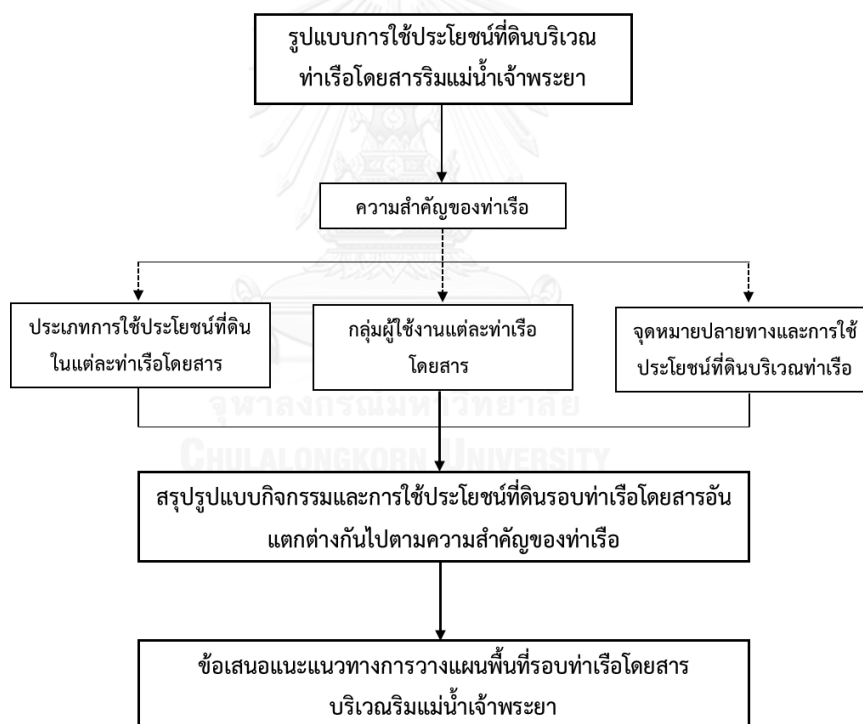 รูปแบบการใช้ประโยชน์ที่ดินบริเวณ
ท่าเรือโดยสารริมแม่น้ำเจ้าพระยา
ความสำคัญของท่าเรือ
ประเภทการใช้ประโยชน์ที่ดิน
ในแต่ละท่าเรือโดยสาร
กลุ่มผู้ใช้งานแต่ละท่าเรือ
โดยสาร
จุดหมายปลายทางและการใช้
ประโยชน์ที่ดินบริเวณท่าเรือ
จุฬาลงกรณ์มหาวิทยาลัย
CHULALONGKORN UNIVERSITY
สรุปรูปแบบกิจกรรมและการใช้ประโยชน์ที่ดินรอบท่าเรือโดยสารอัน
แตกต่างกันไปตามความสำคัญของท่าเรือ
ข้อเสนอแนะแนวทางการวางแผนพื้นที่รอบท่าเรือโดยสาร
บริเวณริมแม่น้ำเจ้าพระยา